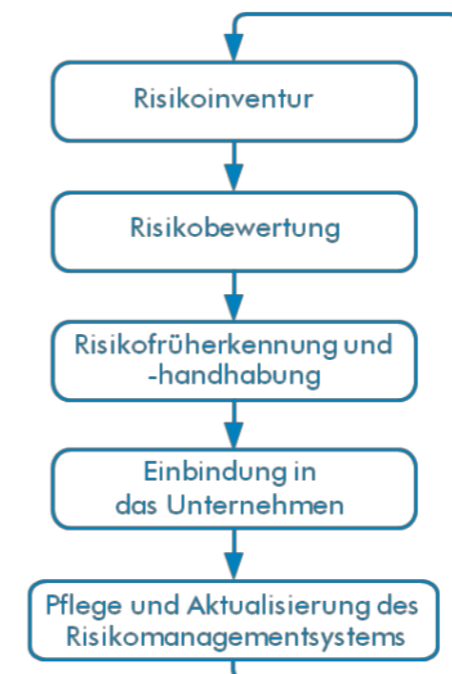 Risikoinventur
Risikobewertung
Risikofrüherkennung und
-handhabung
Einbindung in
das Unternehmen
Pflege und Aktualisierung des
Risikomanagementsystems